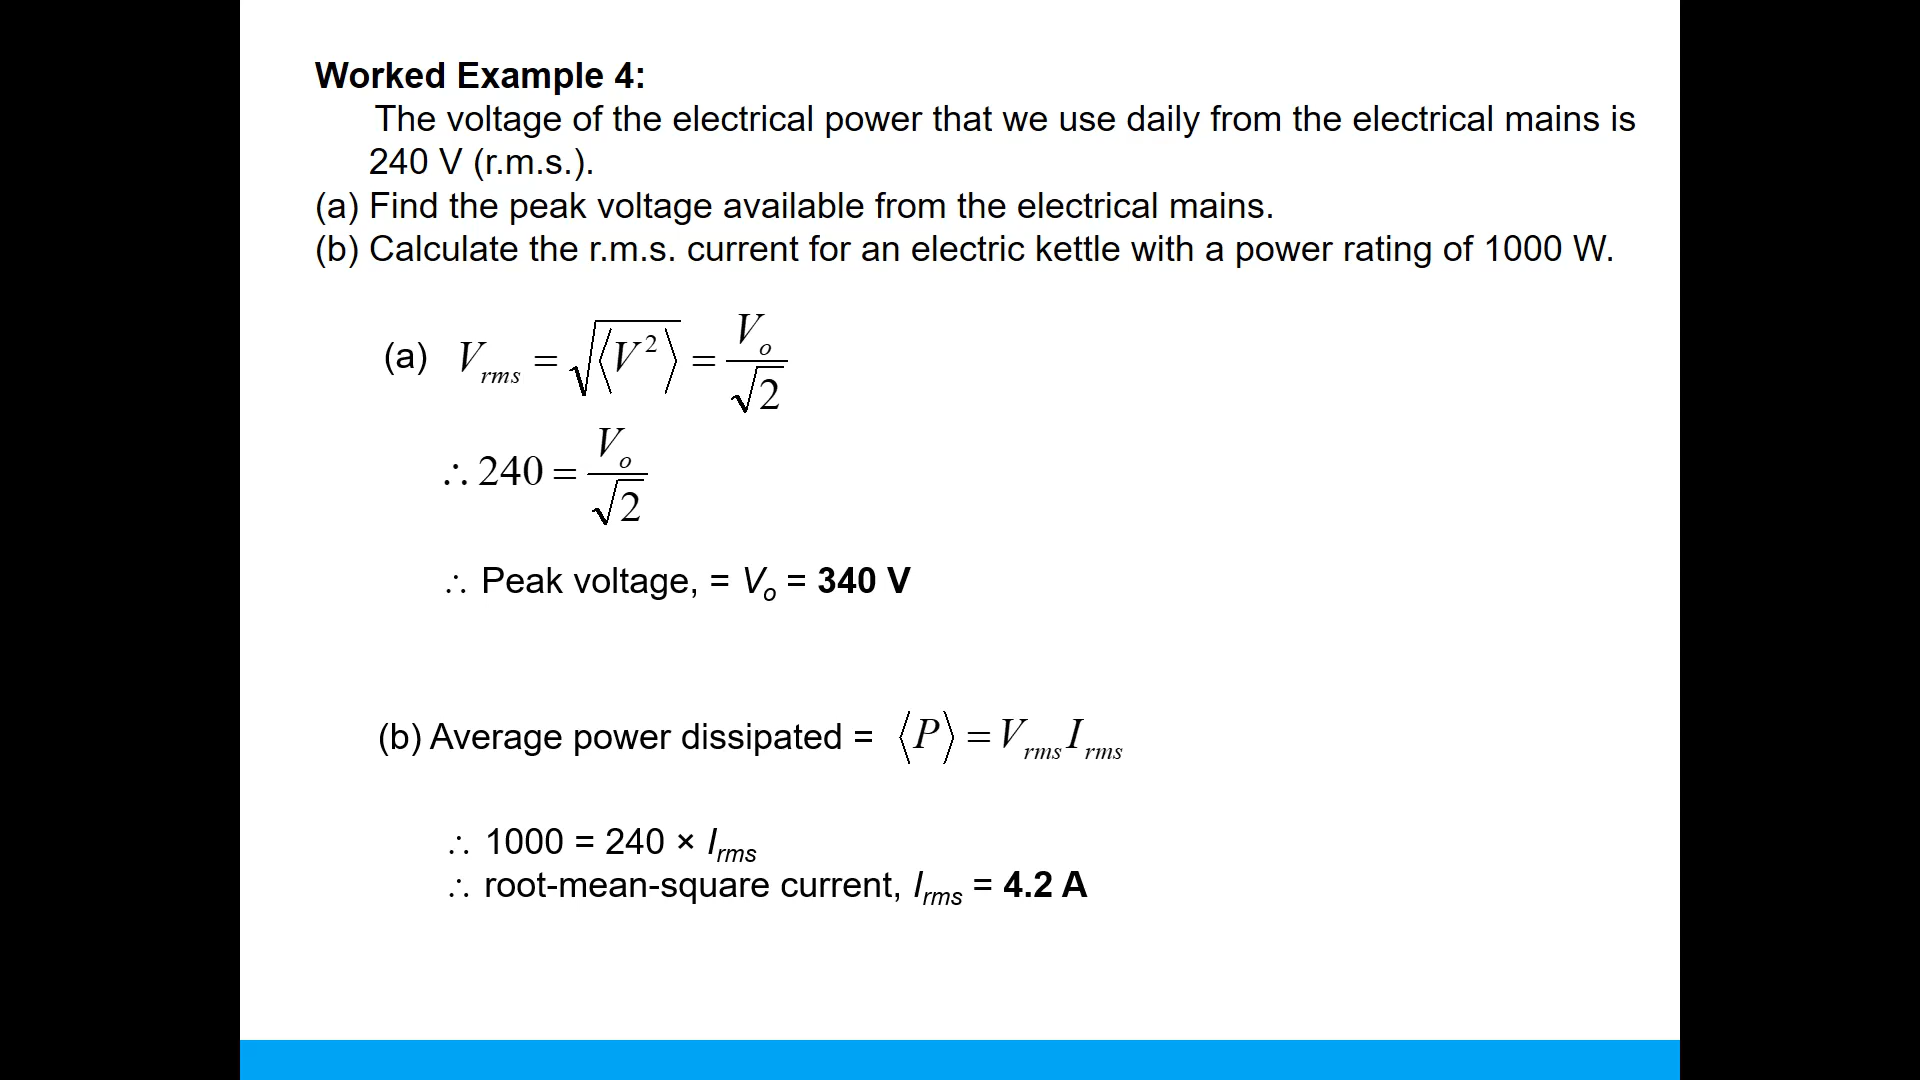 Worked Example 4:
The voltage of the electrical power that we use daily from the electrical mains is
240 V (r.m.s.).
(a) Find the peak voltage available from the electrical mains.
(b) Calculate the r.m.s. current for an electric kettle with a power rating of 1000 W.
(a) V_rms = √⟨V²⟩ = V_o/√2
∴ 240 = V_o/√2
∴ Peak voltage, = V_o = 340 V
(b) Average power dissipated = ⟨P⟩ = V_rms I_rms
∴ 1000 = 240 × I_rms
∴ root-mean-square current, I_rms = 4.2 A